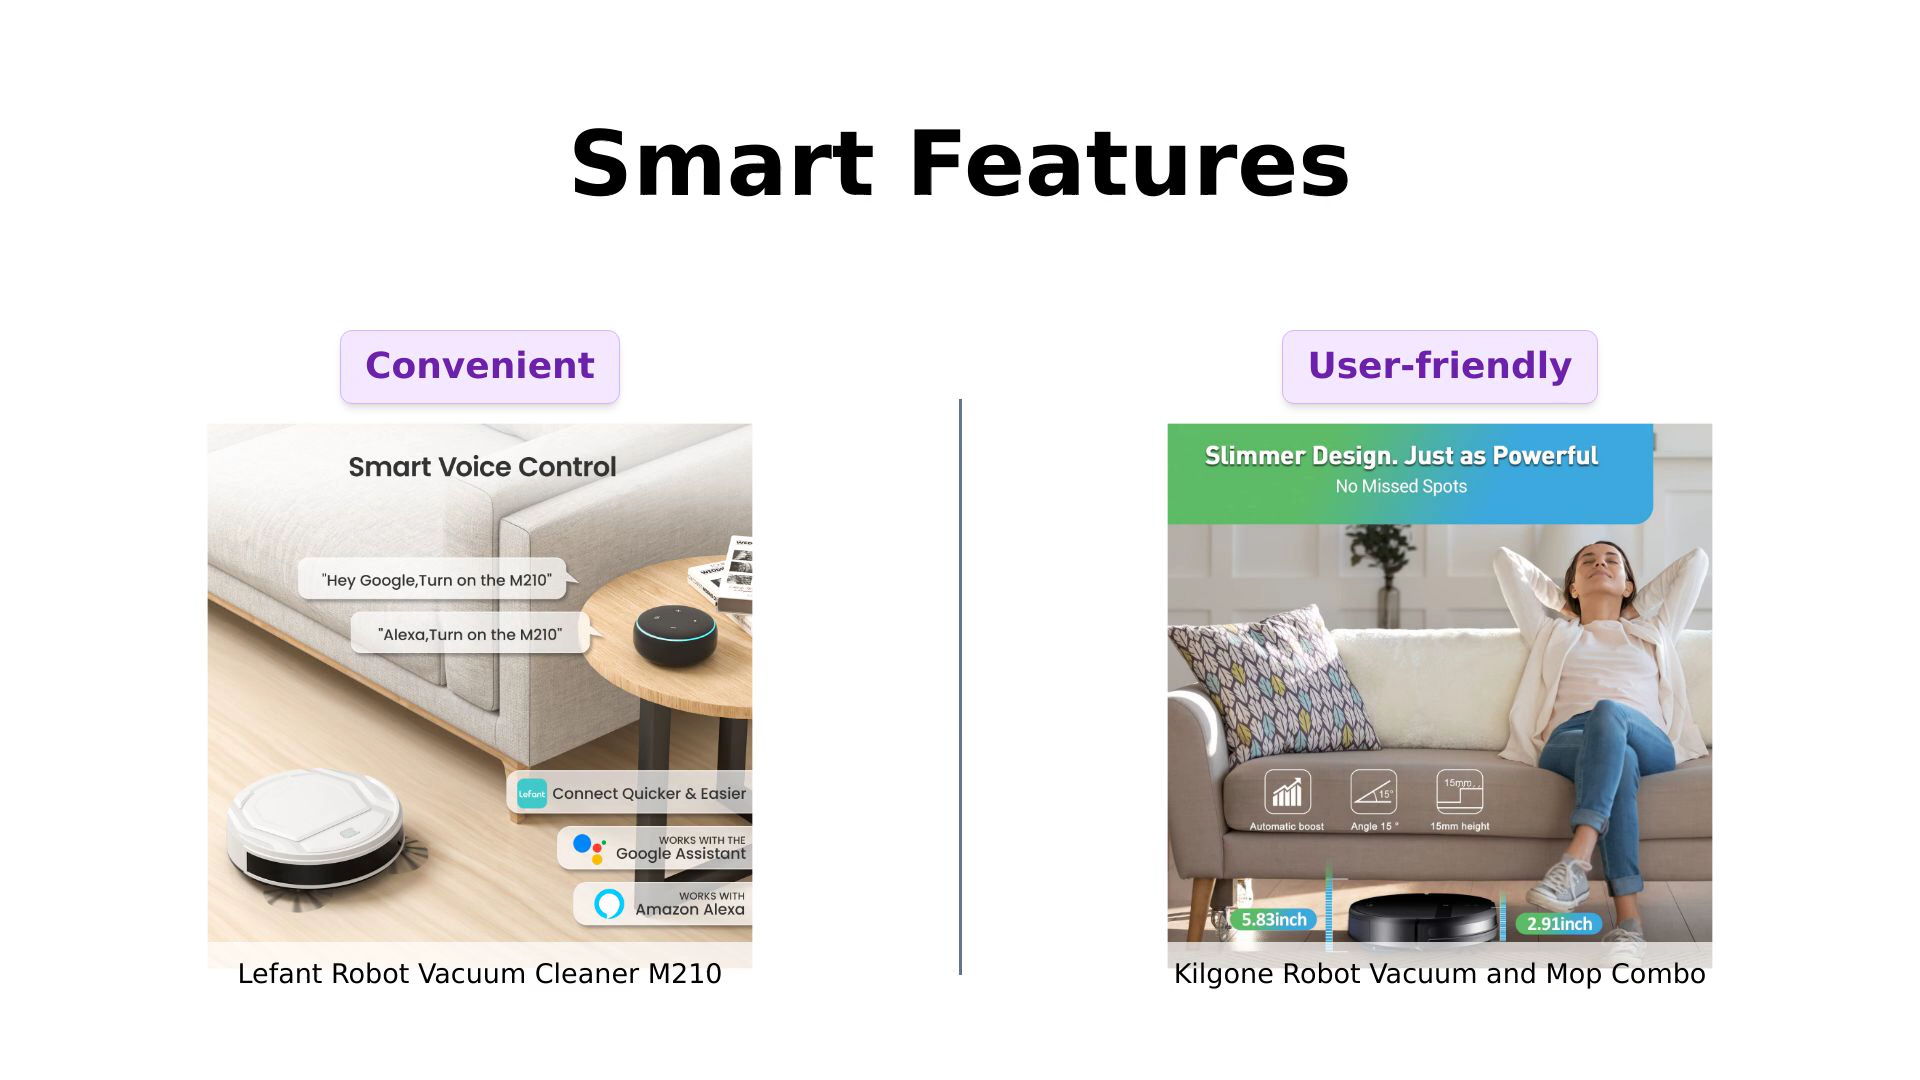 Smart Features
Convenient
Smart Voice Control
"Hey Google,Turn on the M210"
"Alexa,Turn on the M210"
Lefant
Connect Quicker & Easier
WORKS WITH THE
Google Assistant
WORKS WITH
Amazon Alexa
Lefant Robot Vacuum Cleaner M210
User-friendly
Slimmer Design. Just as Powerful
No Missed Spots
15°
15mm
Automatic boost
Angle 15 °
15mm height
5.83inch
2.91inch
Kilgone Robot Vacuum and Mop Combo